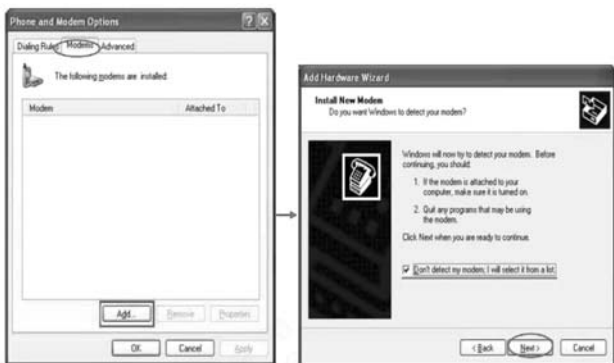 Phone and Modem Options
Dialing Rules Modems Advanced
The following modems are installed:
Modem Attached To
Add... Remove Properties
OK Cancel Apply
Add Hardware Wizard
Install New Modem
Do you want Windows to detect your modem?
Windows will now try to detect your modem. Before
continuing, you should:
1. If the modem is attached to your
computer, make sure it is turned on.
2. Quit any programs that may be using
the modem.
Click Next when you are ready to continue.
Don't detect my modem; I will select it from a list.
< Back Next > Cancel